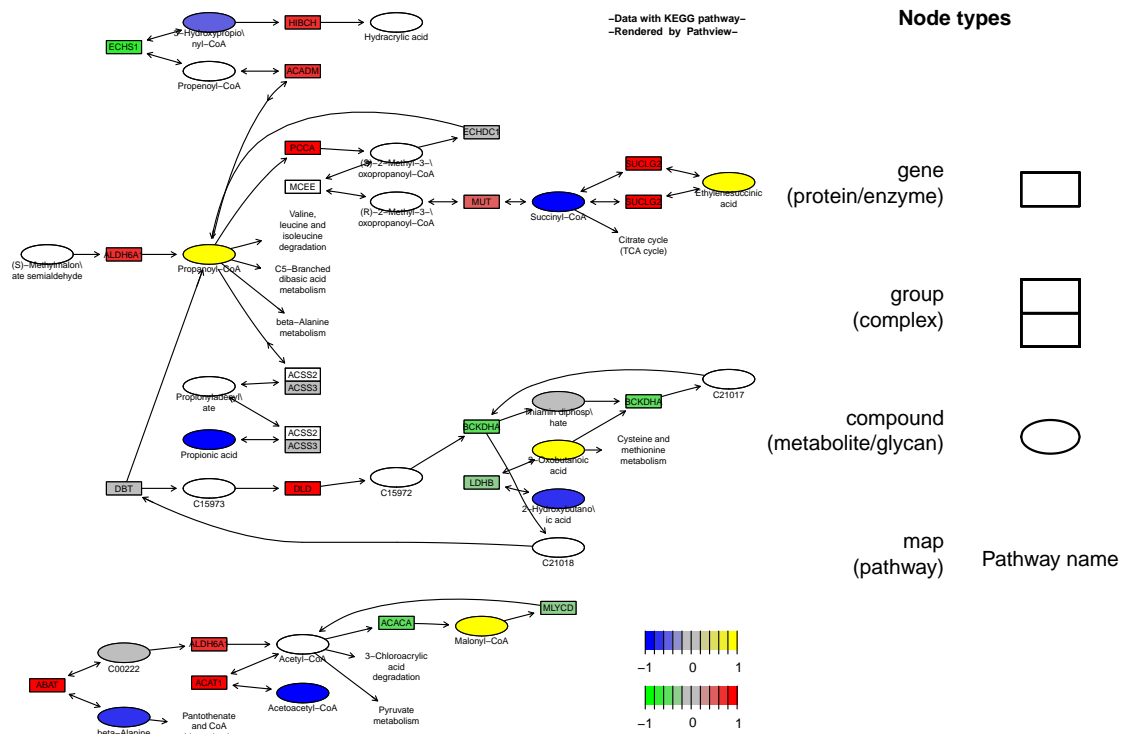 3−Hydroxypropio\
nyl−CoA
HIBCH
Hydracrylic acid
−Data with KEGG pathway−
−Rendered by Pathview−
Node types
ECHS1
Propenoyl−CoA
ACADM
ECHDC1
PCCA
(S)−2−Methyl−3−\
oxopropanoyl−CoA
MCEE
SUCLG2
Ethylenesuccinic
acid
gene
(protein/enzyme)
(R)−2−Methyl−3−\
oxopropanoyl−CoA
MUT
Succinyl−CoA
SUCLG2
Valine,
leucine and
isoleucine
degradation
Citrate cycle
(TCA cycle)
(S)−Methylmalon\
ate semialdehyde
ALDH6A1
Propanoyl−CoA
C5−Branched
dibasic acid
metabolism
group
(complex)
beta−Alanine
metabolism
ACSS2
ACSS3
Propionyladenyl\
ate
C21017
BCKDHA
Thiamin diphosp\
hate
BCKDHA
compound
(metabolite/glycan)
ACSS2
ACSS3
Propionic acid
2−Oxobutanoic
acid
Cysteine and
methionine
metabolism
DBT
C15973
DLD
C15972
LDHB
2−Hydroxybutano\
ic acid
C21018
map
(pathway)
Pathway name
MLYCD
ACACA
Malonyl−CoA
C00222
ALDH6A1
Acetyl−CoA
3−Chloroacrylic
acid
degradation
−1
0
1
ABAT
ACAT1
Acetoacetyl−CoA
Pyruvate
metabolism
beta−Alanine
Pantothenate
and CoA
−1
0
1